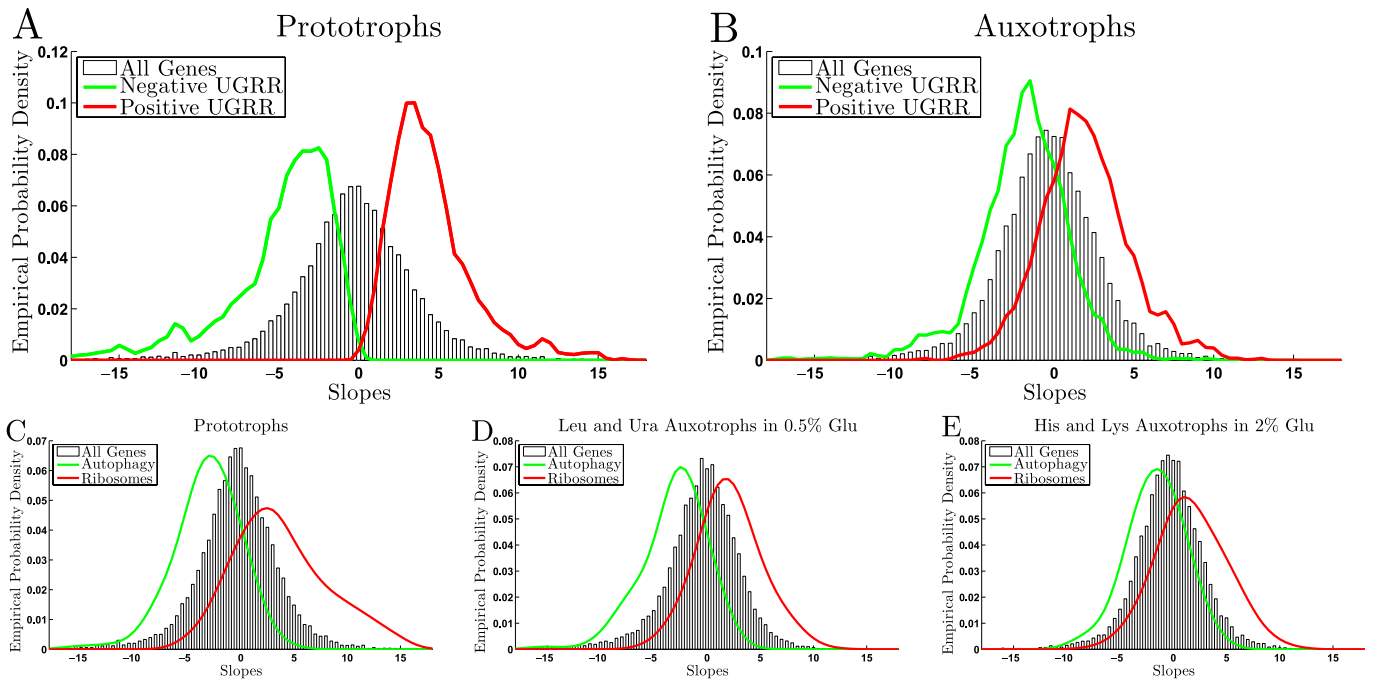 A
Prototrophs
Empirical Probability Density
0.12
0.1
0.08
0.06
0.04
0.02
0
All Genes
Negative UGRR
Positive UGRR
−15
−10
−5
0
5
10
15
Slopes
B
Auxotrophs
Empirical Probability Density
0.1
0.08
0.06
0.04
0.02
0
All Genes
Negative UGRR
Positive UGRR
−15
−10
−5
0
5
10
15
Slopes
C
Prototrophs
Empirical Probability Density
0.07
0.06
0.05
0.04
0.03
0.02
0.01
0
All Genes
Autophagy
Ribosomes
−15
−10
−5
0
5
10
15
Slopes
D
Leu and Ura Auxotrophs in 0.5% Glu
Empirical Probability Density
0.08
0.07
0.06
0.05
0.04
0.03
0.02
0.01
0
All Genes
Autophagy
Ribosomes
−15
−10
−5
0
5
10
15
Slopes
E
His and Lys Auxotrophs in 2% Glu
Empirical Probability Density
0.08
0.07
0.06
0.05
0.04
0.03
0.02
0.01
0
All Genes
Autophagy
Ribosomes
−15
−10
−5
0
5
10
15
Slopes